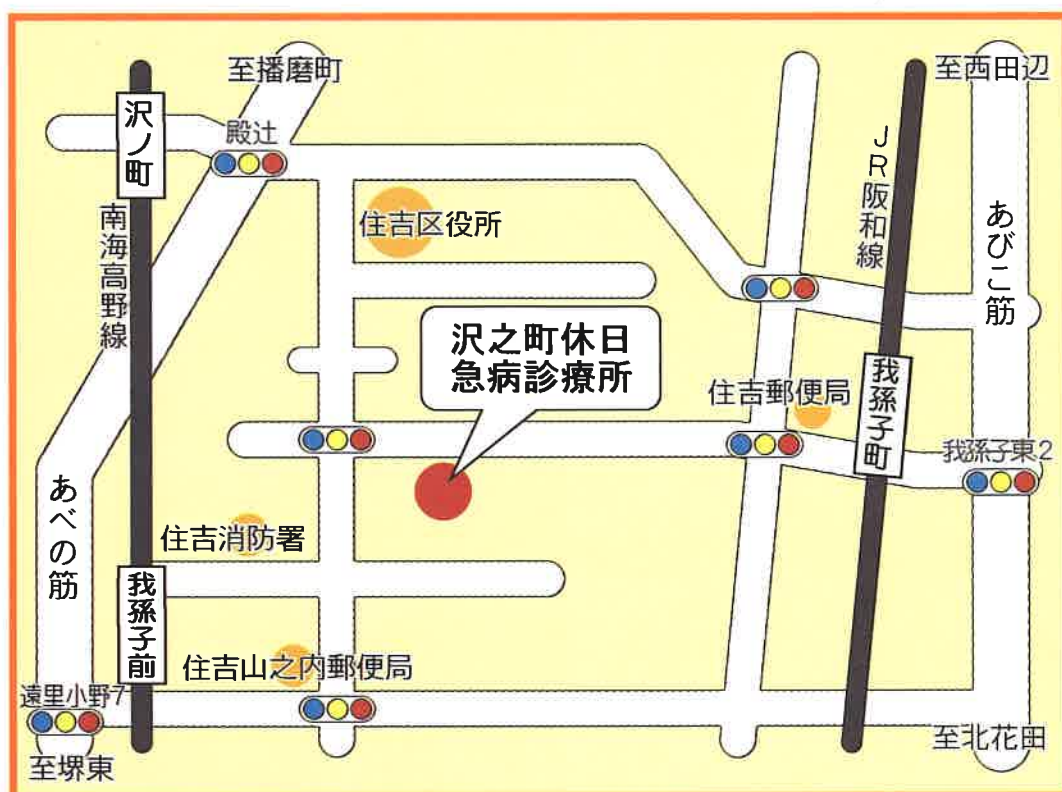 至播磨町
至西田辺
沢ノ町
殿辻
JR阪和線
南海高野線
住吉区役所
あびこ筋
沢之町休日
急病診療所
住吉郵便局
我孫子町
我孫子東2
あべの筋
住吉消防署
我孫子前
住吉山之内郵便局
遠里小野7
至北花田
至堺東